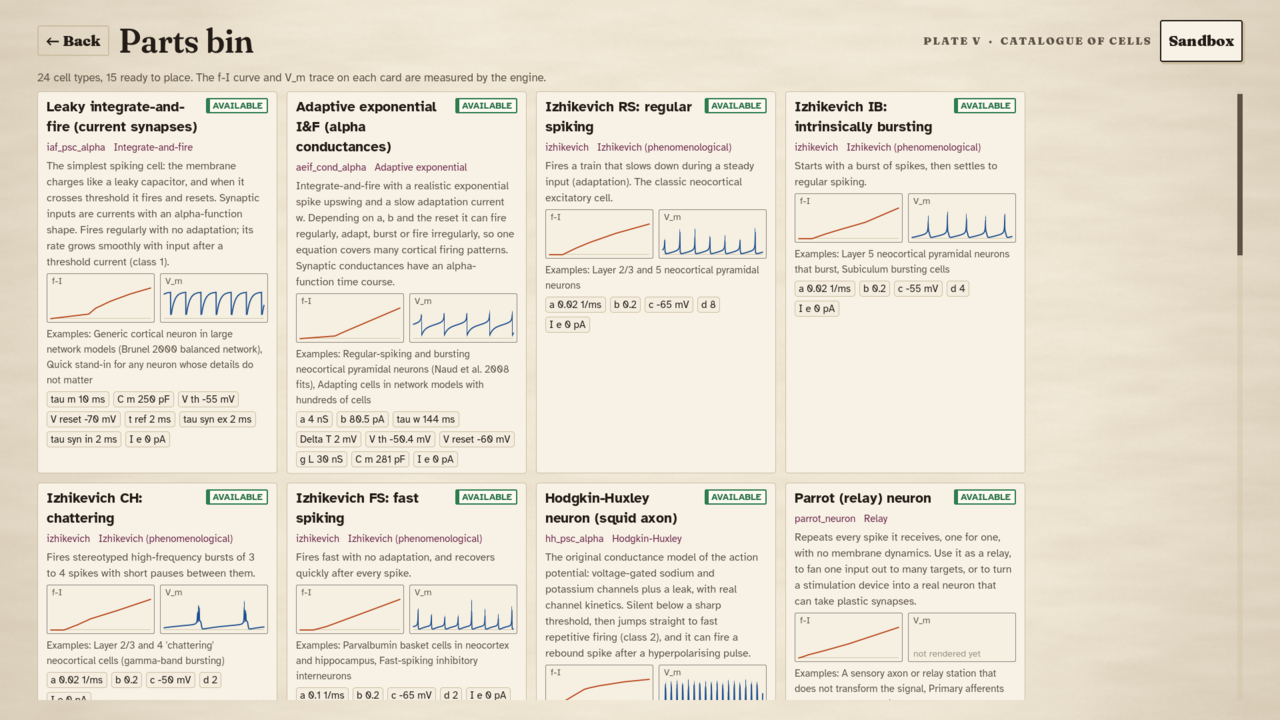 ← Back
Parts bin
PLATE V · CATALOGUE OF CELLS
Sandbox
24 cell types, 15 ready to place. The f-I curve and V_m trace on each card are measured by the engine.
Leaky integrate-and-
fire (current synapses)
AVAILABLE
iaf_psc_alpha Integrate-and-fire
The simplest spiking cell: the membrane
charges like a leaky capacitor, and when it
crosses threshold it fires and resets. Synaptic
inputs are currents with an alpha-function
shape. Fires regularly with no adaptation; its
rate grows smoothly with input after a
threshold current (class 1).
f-I
V_m
Examples: Generic cortical neuron in large
network models (Brunel 2000 balanced network),
Quick stand-in for any neuron whose details do
not matter
tau m 10 ms C m 250 pF V th -55 mV
V reset -70 mV t ref 2 ms tau syn ex 2 ms
tau syn in 2 ms I e 0 pA
Adaptive exponential
I&F (alpha
conductances)
AVAILABLE
aeif_cond_alpha Adaptive exponential
Integrate-and-fire with a realistic exponential
spike upswing and a slow adaptation current
w. Depending on a, b and the reset it can fire
regularly, adapt, burst or fire irregularly, so one
equation covers many cortical firing patterns.
Synaptic conductances have an alpha-
function time course.
f-I
V_m
Examples: Regular-spiking and bursting
neocortical pyramidal neurons (Naud et al. 2008
fits), Adapting cells in network models with
hundreds of cells
a 4 nS b 80.5 pA tau w 144 ms
Delta T 2 mV V th -50.4 mV V reset -60 mV
g L 30 nS C m 281 pF I e 0 pA
Izhikevich RS: regular
spiking
AVAILABLE
izhikevich Izhikevich (phenomenological)
Fires a train that slows down during a steady
input (adaptation). The classic neocortical
excitatory cell.
f-I
V_m
Examples: Layer 2/3 and 5 neocortical pyramidal
neurons
a 0.02 1/ms b 0.2 c -65 mV d 8
I e 0 pA
Izhikevich IB:
intrinsically bursting
AVAILABLE
izhikevich Izhikevich (phenomenological)
Starts with a burst of spikes, then settles to
regular spiking.
f-I
V_m
Examples: Layer 5 neocortical pyramidal neurons
that burst, Subiculum bursting cells
a 0.02 1/ms b 0.2 c -55 mV d 4
I e 0 pA
Izhikevich CH:
chattering
AVAILABLE
izhikevich Izhikevich (phenomenological)
Fires stereotyped high-frequency bursts of 3
to 4 spikes with short pauses between them.
f-I
V_m
Examples: Layer 2/3 and 4 'chattering'
neocortical cells (gamma-band bursting)
a 0.02 1/ms b 0.2 c -50 mV d 2
I e 0 pA
Izhikevich FS: fast
spiking
AVAILABLE
izhikevich Izhikevich (phenomenological)
Fires fast with no adaptation, and recovers
quickly after every spike.
f-I
V_m
Examples: Parvalbumin basket cells in neocortex
and hippocampus, Fast-spiking inhibitory
interneurons
a 0.1 1/ms b 0.2 c -65 mV d 2 I e 0 pA
Hodgkin-Huxley
neuron (squid axon)
AVAILABLE
hh_psc_alpha Hodgkin-Huxley
The original conductance model of the action
potential: voltage-gated sodium and
potassium channels plus a leak, with real
channel kinetics. Silent below a sharp
threshold, then jumps straight to fast
repetitive firing (class 2), and it can fire a
rebound spike after a hyperpolarising pulse.
f-I
V_m
Parrot (relay) neuron
AVAILABLE
parrot_neuron Relay
Repeats every spike it receives, one for one,
with no membrane dynamics. Use it as a relay,
to fan one input out to many targets, or to turn
a stimulation device into a real neuron that
can take plastic synapses.
f-I
V_m
not rendered yet
Examples: A sensory axon or relay station that
does not transform the signal, Primary afferents